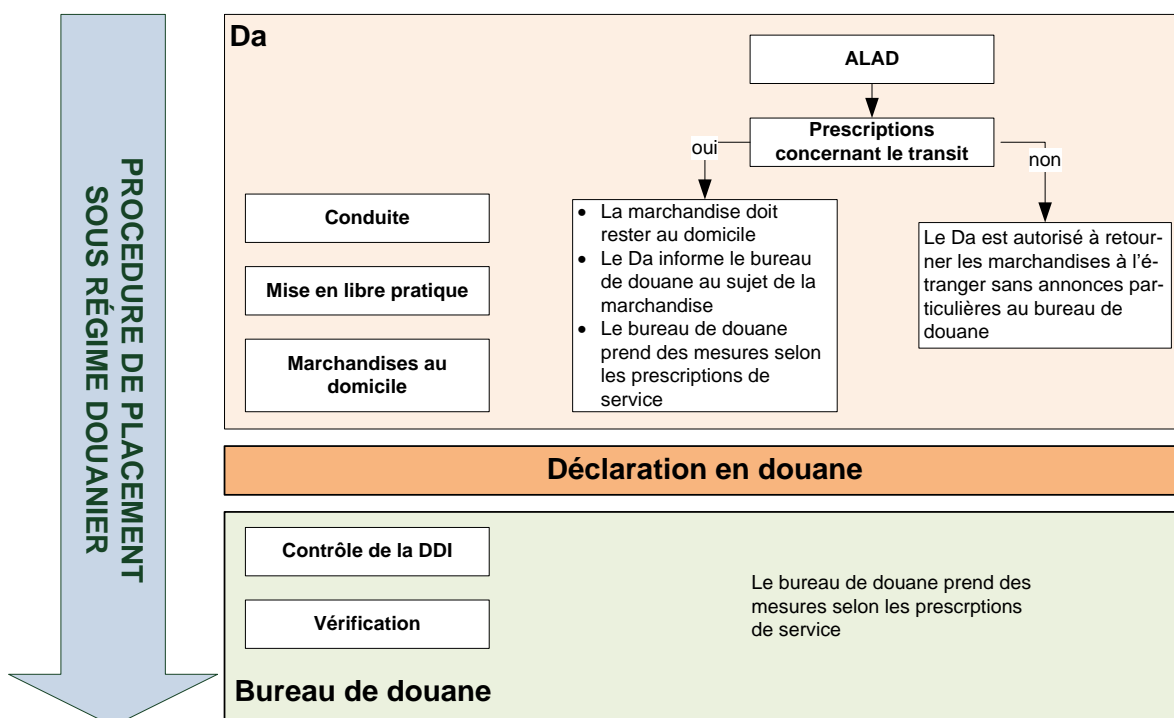 PROCEDURE DE PLACEMENT
SOUS RÉGIME DOUANIER
Da
ALAD
Prescriptions
concernant le transit
oui
non
Conduite
Mise en libre pratique
Marchandises au
domicile
• La marchandise doit
rester au domicile
• Le Da informe le bureau
de douane au sujet de la
marchandise
• Le bureau de douane
prend des mesures selon
les prescriptions de
service
Le Da est autorisé à retour-
ner les marchandises à l'é-
tranger sans annonces par-
ticulières au bureau de
douane
Déclaration en douane
Contrôle de la DDI
Vérification
Le bureau de douane prend des
mesures selon les prescrptions
de service
Bureau de douane